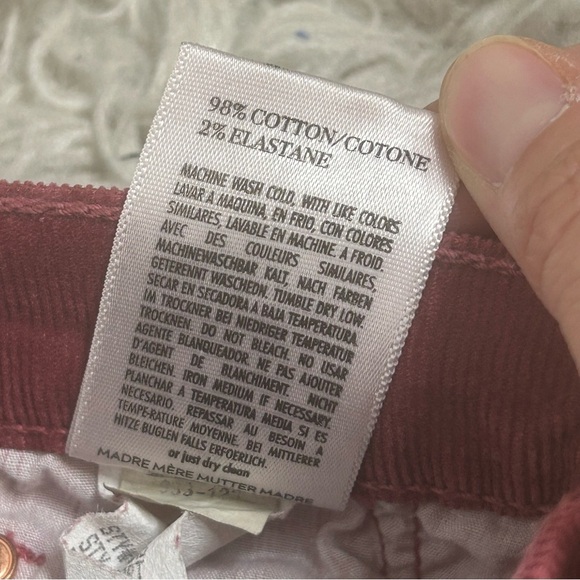 98% COTTON/COTONE
2% ELASTANE
MACHINE WASH COLD, WITH LIKE COLORS
LAVAR A MAQUINA, EN FRIO, CON COLORES
SIMILARES, LAVABLE EN MACHINE, A FROID,
AVEC DES COULEURS SIMILAIRES,
MACHINEWASCHBAR KALT, NACH FARBEN
GETERENNT WASCHEDN, TUMBLE DRY LOW.
SECAR EN SECADORA A BAJA TEMPERATURA.
IM TROCKNER BEI NIEDRIGER TEMPERATUR
TROCKNEN. DO NOT BLEACH. NO USAR
AGENTE BLANQUEADOR. NE PAS AJOUTER
D'AGENT DE BLANCHIMENT. NICHT
BLEICHEN. IRON MEDIUM IF NECESSARY.
PLANCHAR A TEMPERATURA MEDIA SI ES
NECESARIO. REPASSAR AU BESOIN A
TEMPE-RATURE MOYENNE. BEI MITTLERER
HITZE BUGLEN FALLS ERFOERLICH.
or just dry clean
MADRE MÈRE MUTTER MADRE